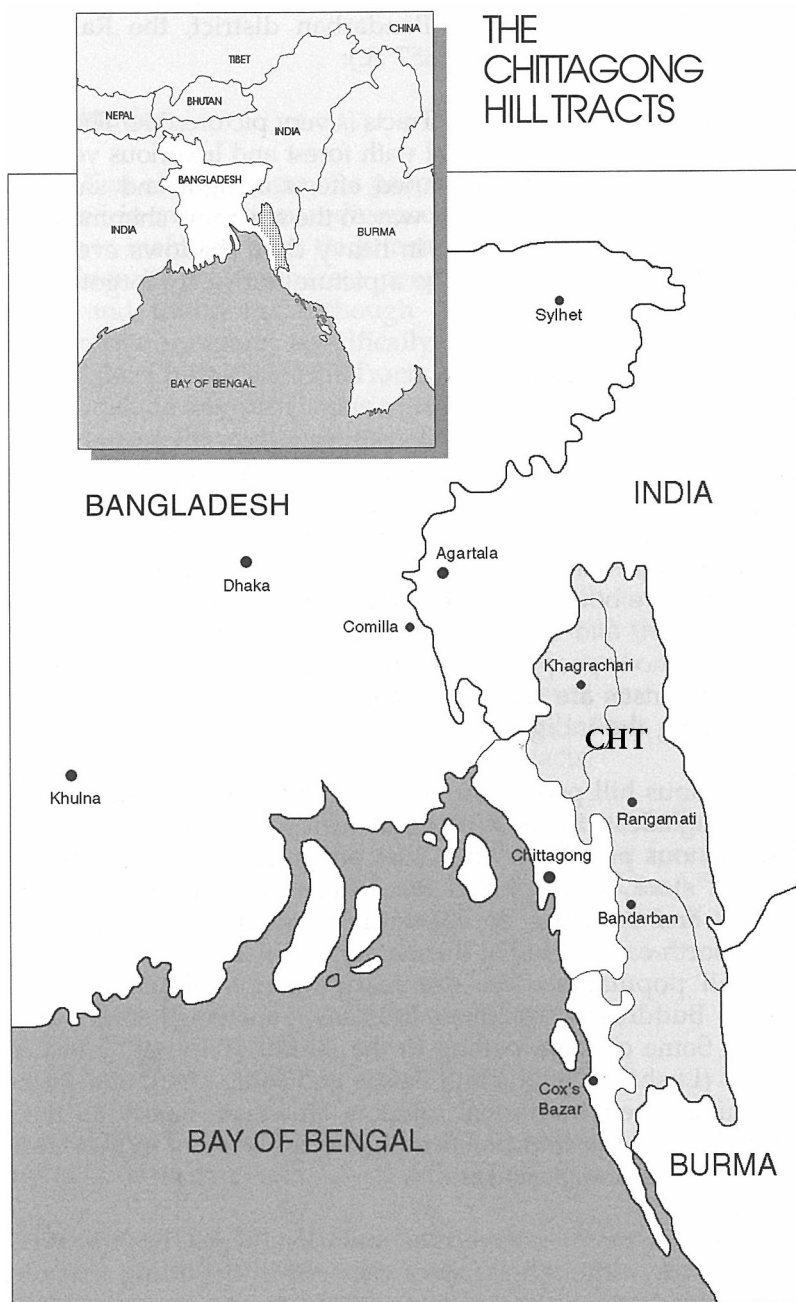 THE
CHITTAGONG
HILL TRACTS
CHINA
TIBET
NEPAL
BHUTAN
INDIA
BANGLADESH
INDIA
BURMA
BAY OF BENGAL
Sylhet
BANGLADESH
INDIA
Dhaka
Agartala
Comilla
Khagrachari
CHT
Khulna
Rangamati
Chittagong
Bandarban
Cox's
Bazar
BAY OF BENGAL
BURMA